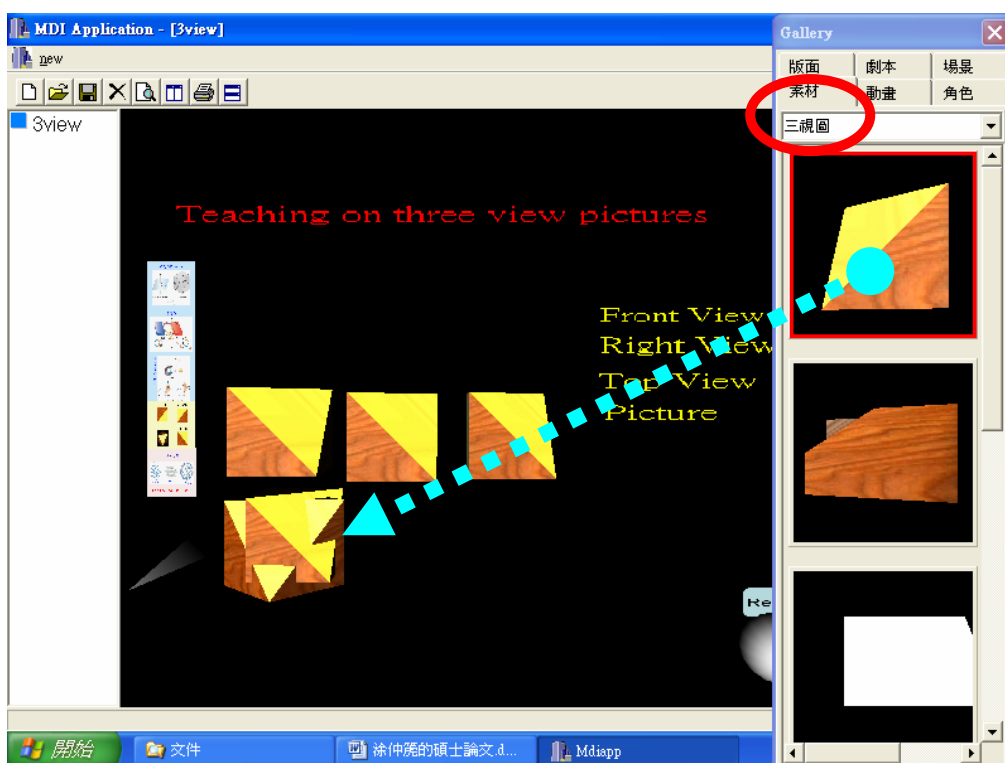 MDI Application - [3view]
new
3view
Teaching on three view pictures
Front View
Right View
Top View
Picture
Re
Gallery
版面 劇本 場景
素材 動畫 角色
三視圖
開始
文件
涂仲箎的碩士論文.d...
Mdiapp